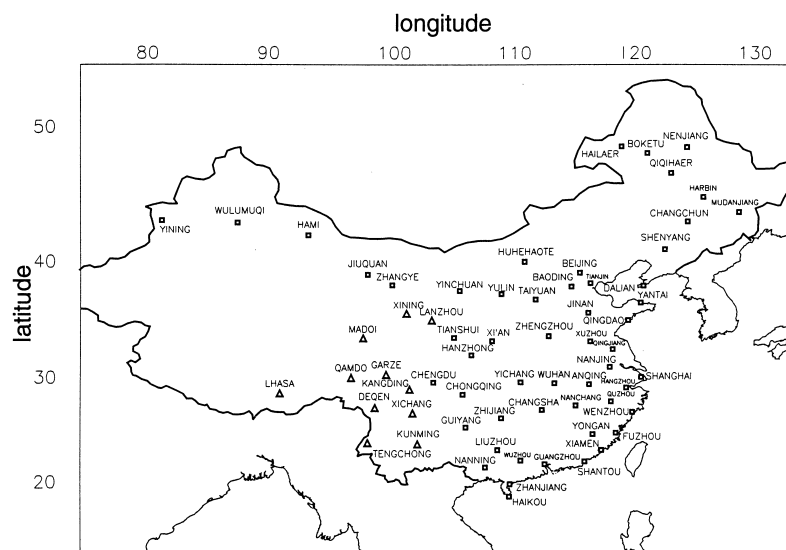 longitude
80 90 100 110 120 130
50
NENJIANG
BOKETU
HAILAER
QIQIHAER
HARBIN
MUDANJIANG
WULUMUQI
CHANGCHUN
YINING
HAMI
SHENYANG
latitude
40
HUHEHAOTE
JIUQUAN
BEIJING
ZHANGYE
BAODING
TIANJIN
YINCHUAN
YULIN
TAIYUAN
DALIAN
YANTAI
XINING
LANZHOU
JINAN
QINGDAO
MADOI
TIANSHUI
XI'AN
ZHENGZHOU
XUZHOU
QINGJIANG
HANZHONG
NANJING
QAMDO
GARZE
30
LHASA
KANGDING
CHENGDU
YICHANG
WUHAN
ANQING
HANGZHOU
SHANGHAI
CHONGQING
DEQEN
XICHANG
CHANGSHA
NANCHANG
QUZHOU
ZHIJIANG
WENZHOU
GUIYANG
YONGAN
KUNMING
FUZHOU
TENGCHONG
LIUZHOU
WUZHOU
GUANGZHOU
XIAMEN
NANNING
SHANTOU
20
ZHANJIANG
HAIKOU